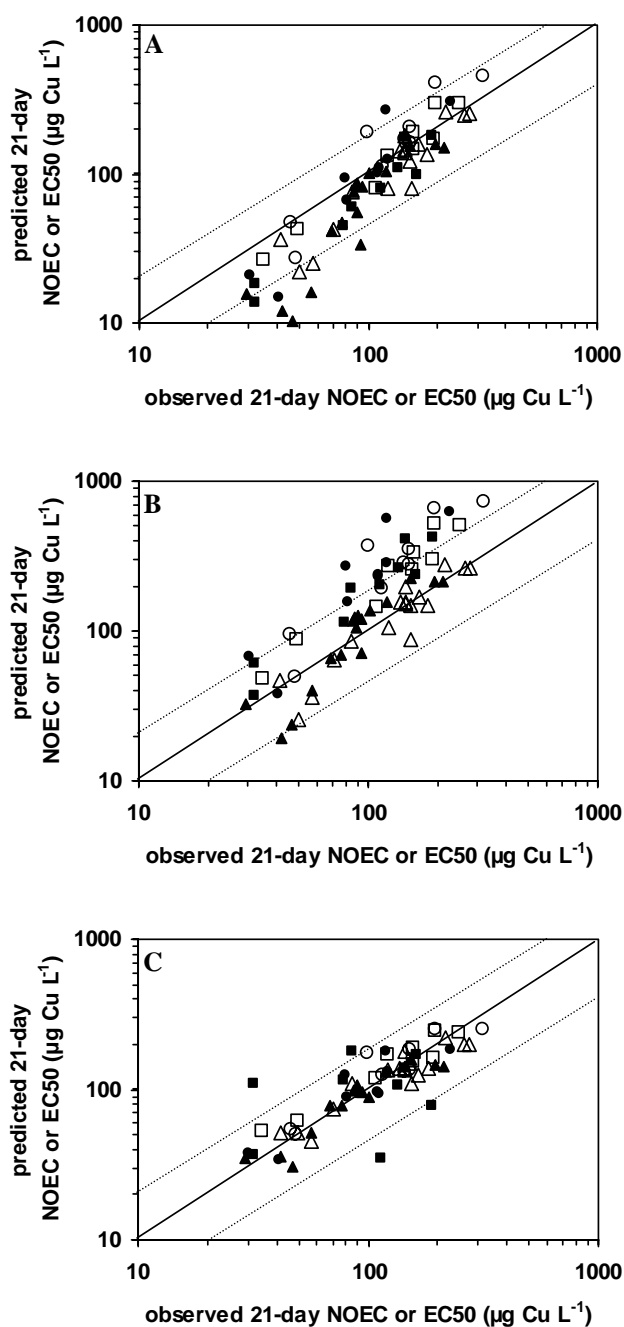 A
1000
100
10
predicted 21-day
NOEC or EC50 (µg Cu L-1)
10 100 1000
observed 21-day NOEC or EC50 (µg Cu L-1)
B
1000
100
10
predicted 21-day
NOEC or EC50 (µg Cu L-1)
10 100 1000
observed 21-day NOEC or EC50 (µg Cu L-1)
C
1000
100
10
predicted 21-day
NOEC or EC50 (µg Cu L-1)
10 100 1000
observed 21-day NOEC or EC50 (µg Cu L-1)